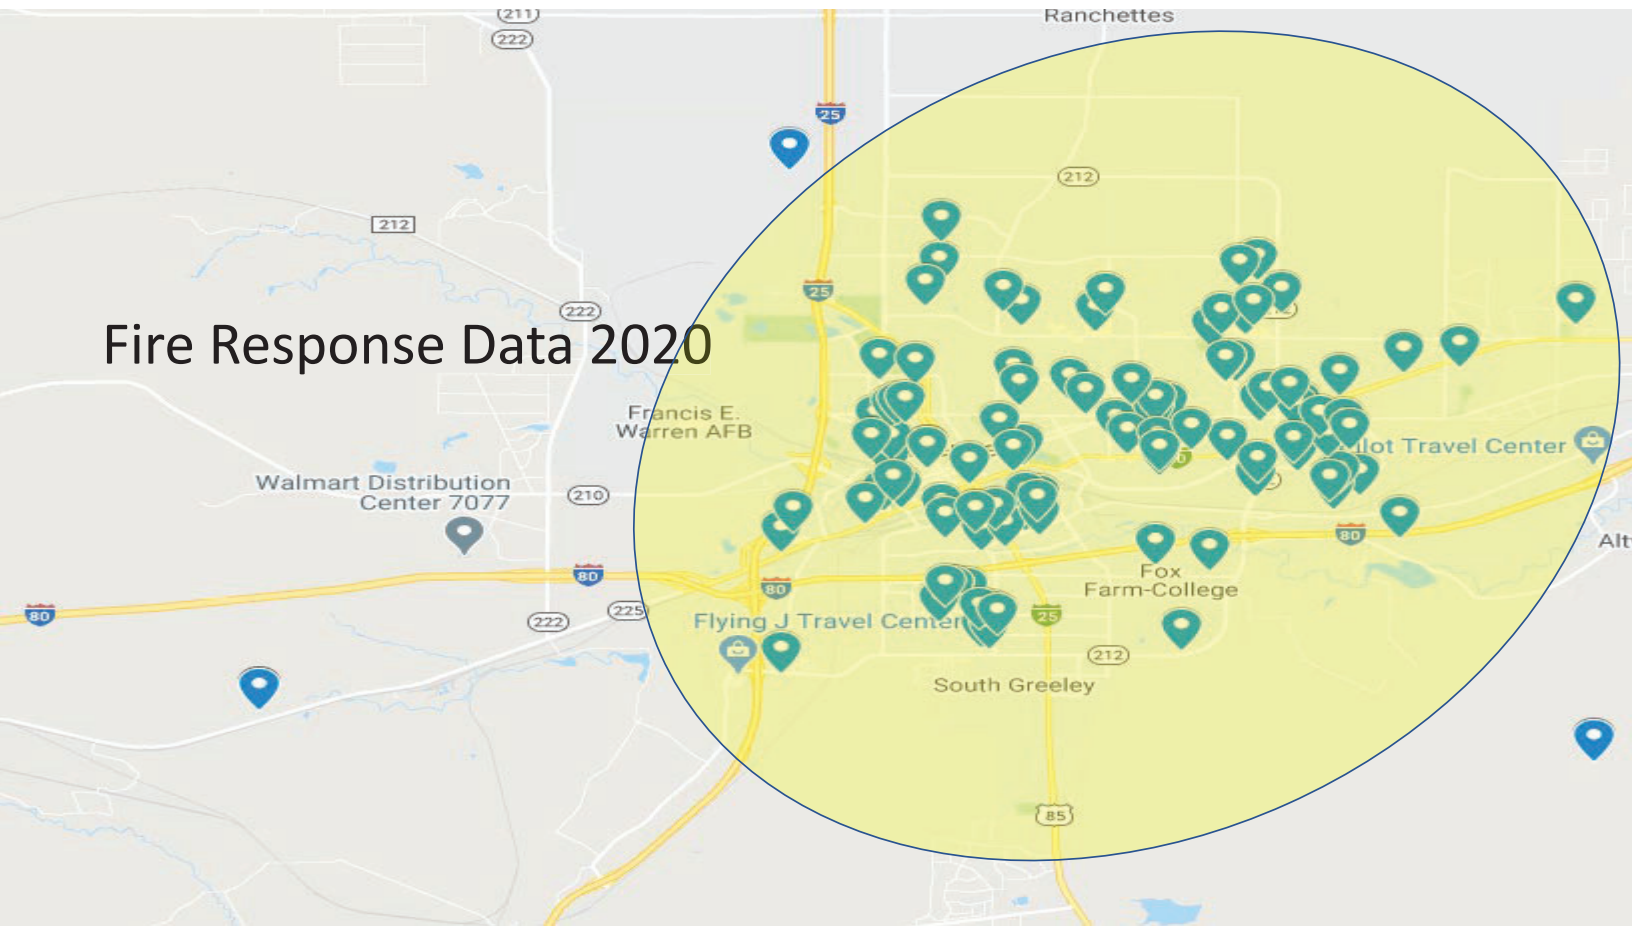 211
222
Ranchettes
25
212
212
25
222
12
Fire Response Data 2020
Francis E.
Warren AFB
ilot Travel Center
Walmart Distribution
Center 7077
210
80
Alt
80
80
80
Fox
Farm-College
222
225
Flying J Travel Center
25
212
South Greeley
85